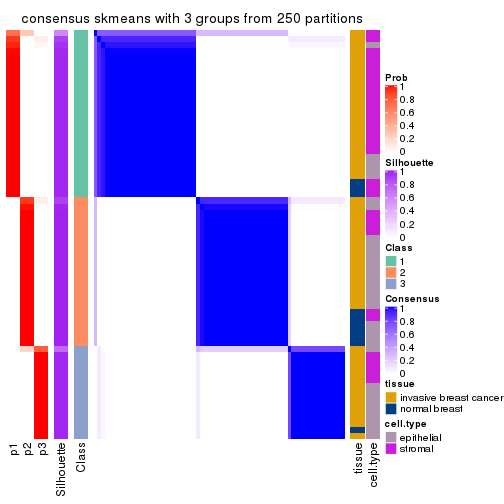 consensus skmeans with 3 groups from 250 partitions
Prob
1
0.8
0.6
0.4
0.2
0
Silhouette
1
0.8
0.6
0.4
0.2
0
Class
1
2
3
Consensus
1
0.8
0.6
0.4
0.2
0
tissue
invasive breast cancer
normal breast
cell.type
epithelial
stromal
p1
p2
p3
Silhouette
Class
tissue
cell.type